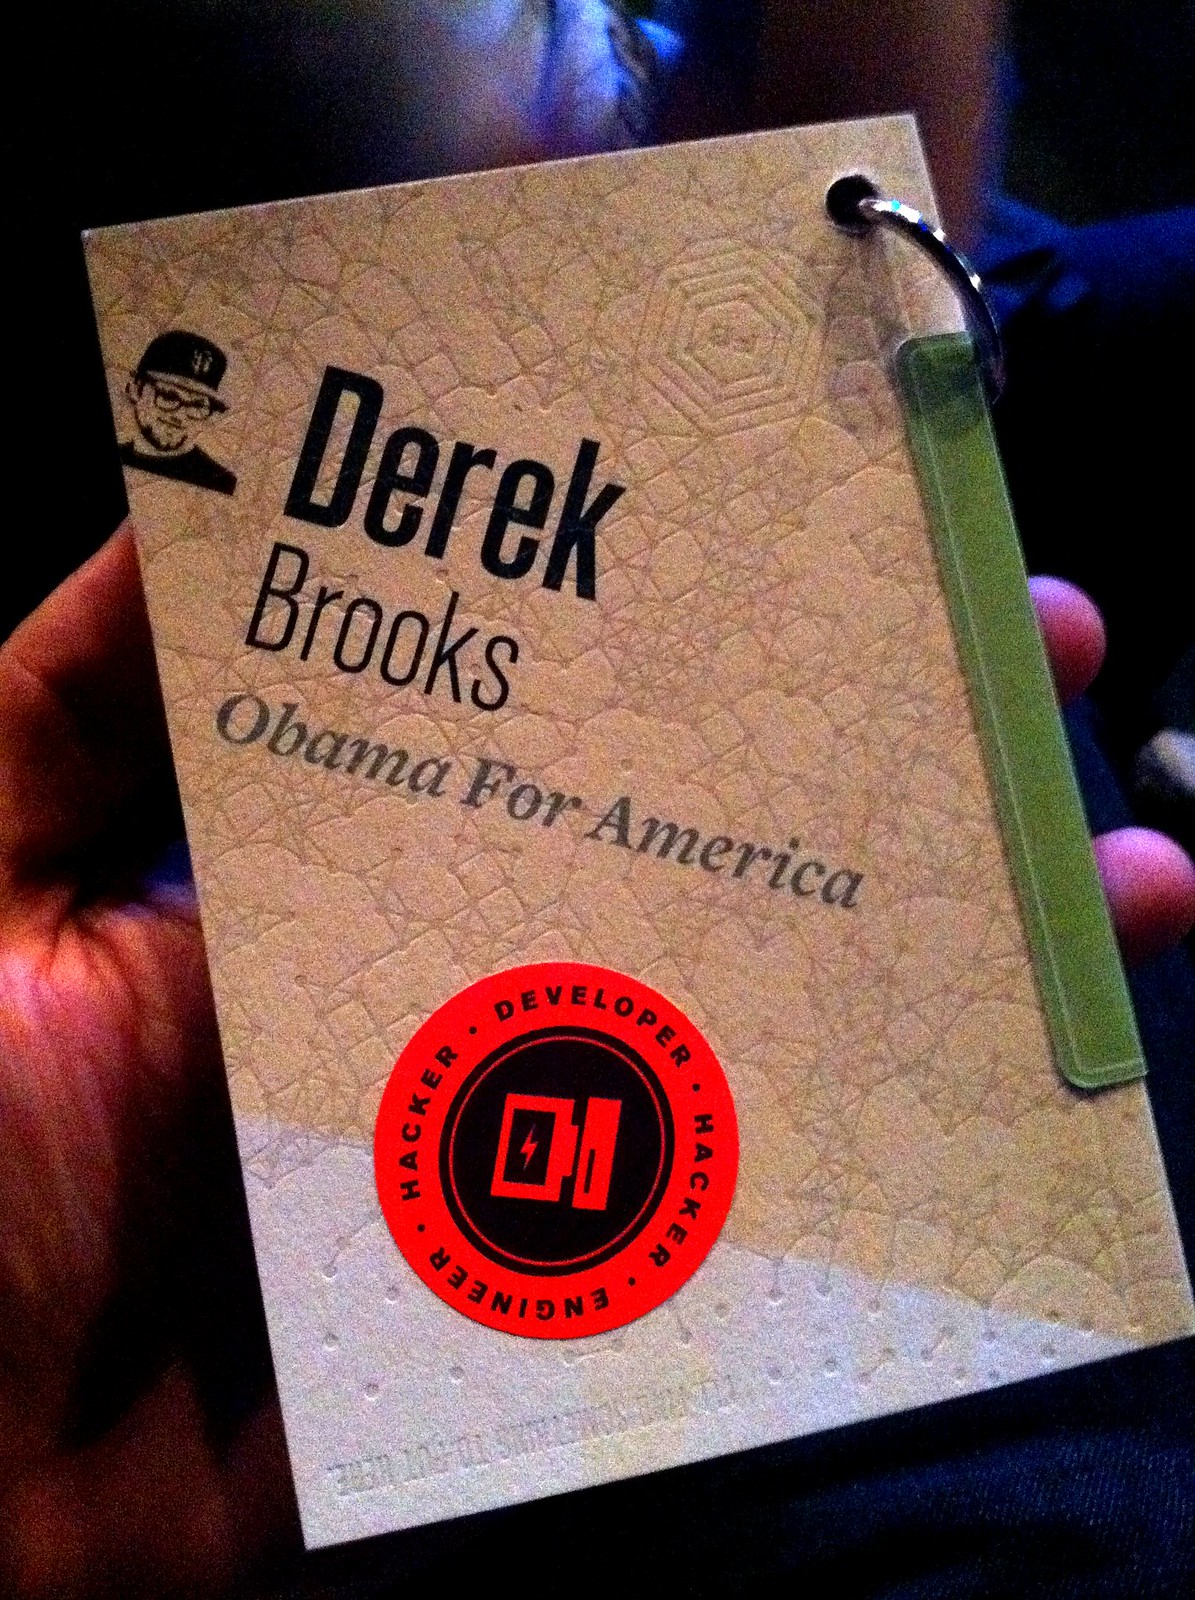 Derek
Brooks
Obama For America
DEVELOPER • HACKER • ENGINEER • HACKER •